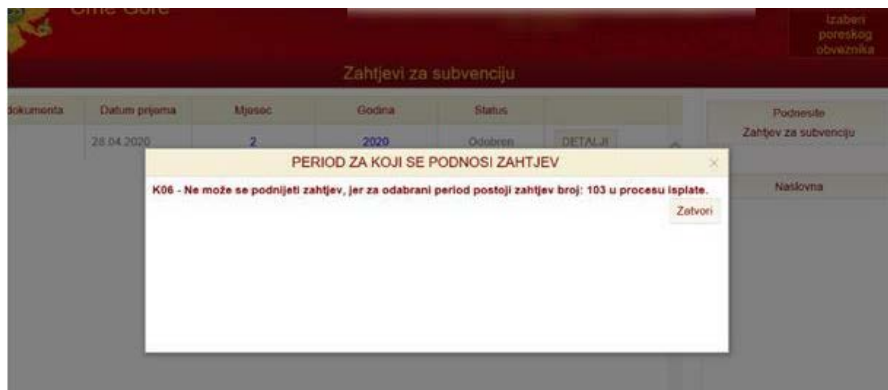 Crne Gore
Izaberi
poreskog
obveznika
Zahtjevi za subvenciju
dokumenta Datum prijema Mjesec Godina Status
28.04.2020 2 2020 Odobren DETALJI
Podnesite
Zahtjev za subvenciju
Naslovna
PERIOD ZA KOJI SE PODNOSI ZAHTJEV ×
K06 - Ne može se podnijeti zahtjev, jer za odabrani period postoji zahtjev broj: 103 u procesu isplate.
Zatvori